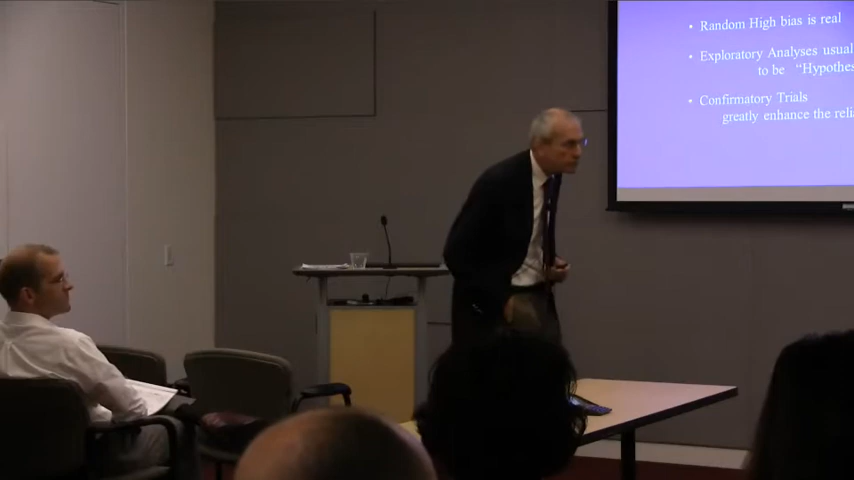 • Random High bias is real
• Exploratory Analyses usual
to be "Hypothes
• Confirmatory Trials
greatly enhance the reli